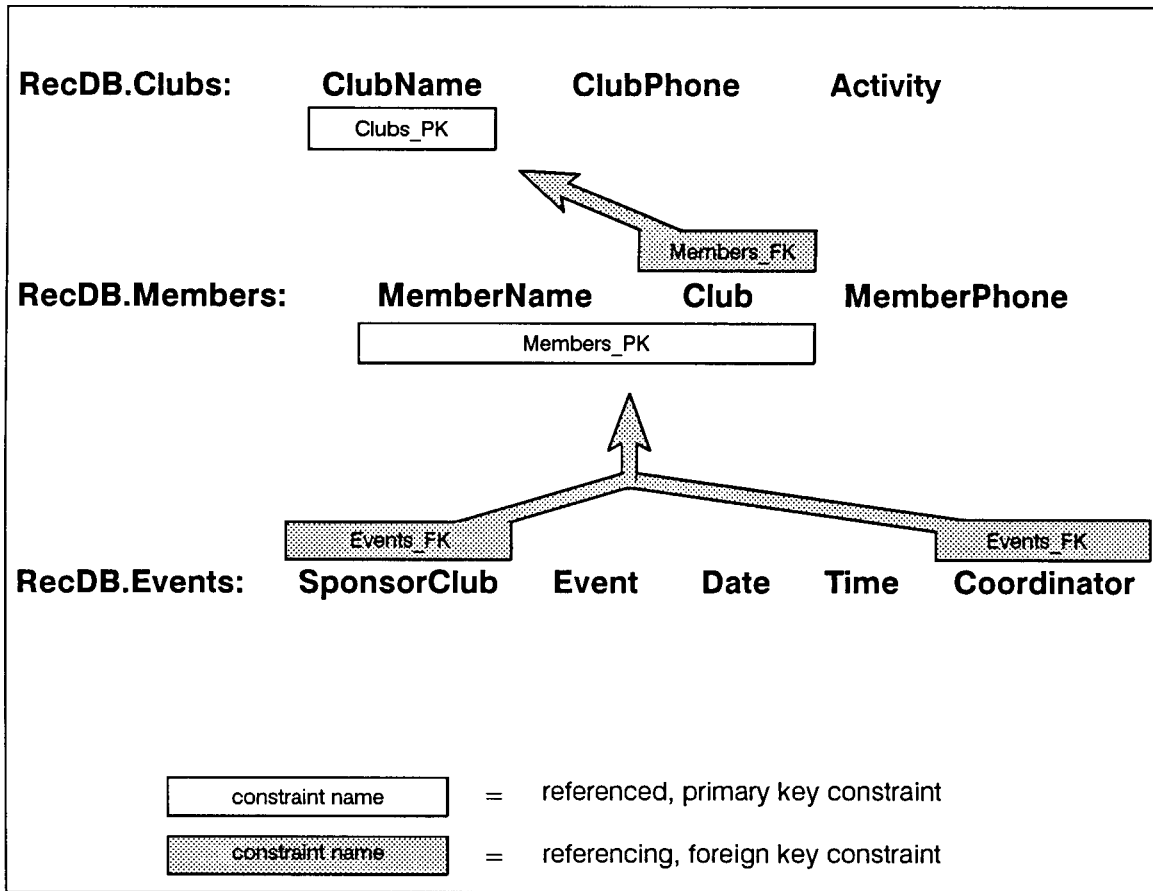 RecDB.Clubs: ClubName ClubPhone Activity
Clubs_PK
Members_FK
RecDB.Members: MemberName Club MemberPhone
Members_PK
Events_FK Events_FK
RecDB.Events: SponsorClub Event Date Time Coordinator
constraint name = referenced, primary key constraint
constraint name = referencing, foreign key constraint